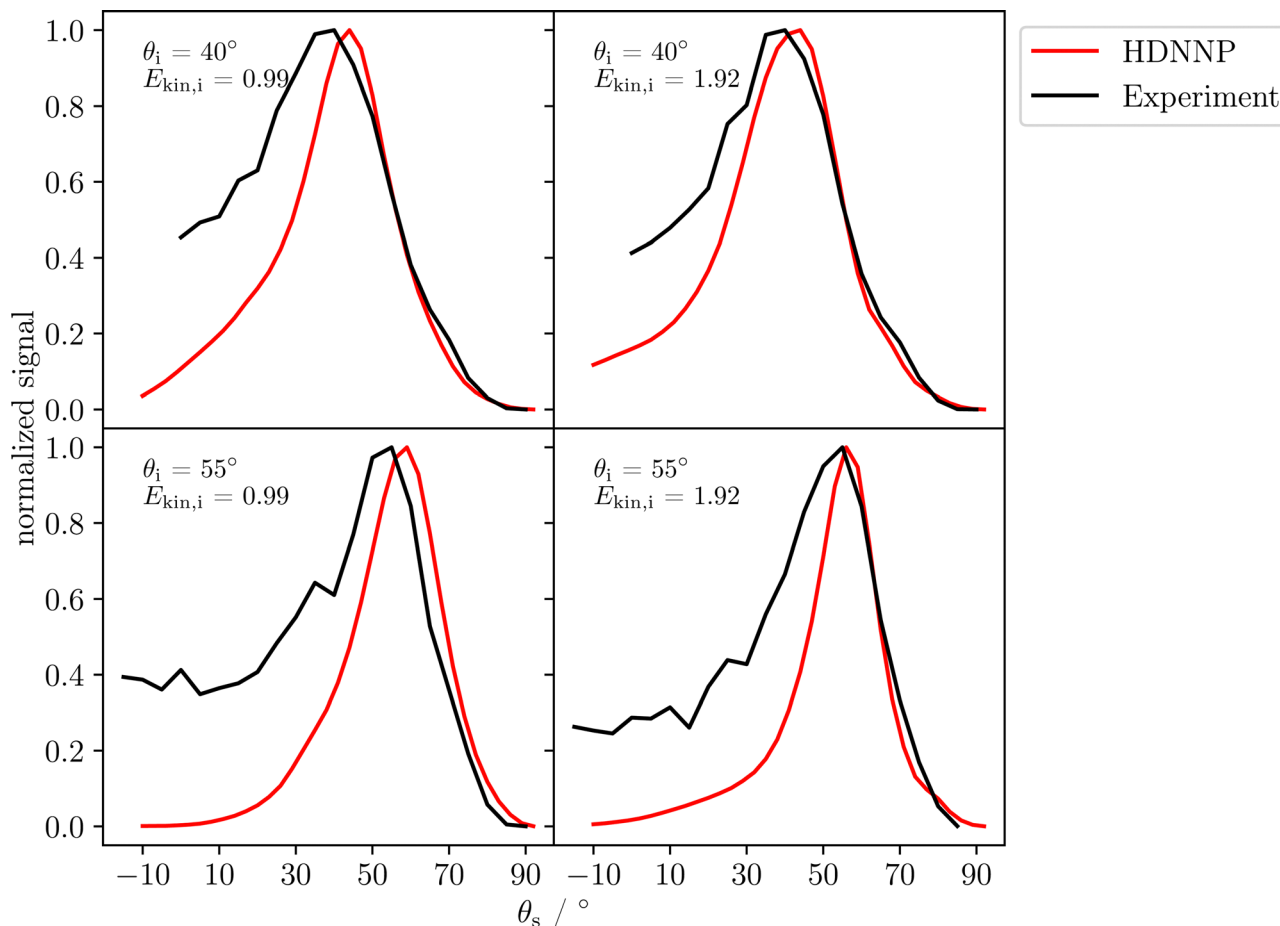 1.0
0.8
0.6
0.4
0.2
0.0
θi = 40°
Ekin,i = 0.99
θi = 40°
Ekin,i = 1.92
HDNNP
Experiment
normalized signal
1.0
0.8
0.6
0.4
0.2
0.0
θi = 55°
Ekin,i = 0.99
θi = 55°
Ekin,i = 1.92
−10 10 30 50 70 90 −10 10 30 50 70 90
θs / °